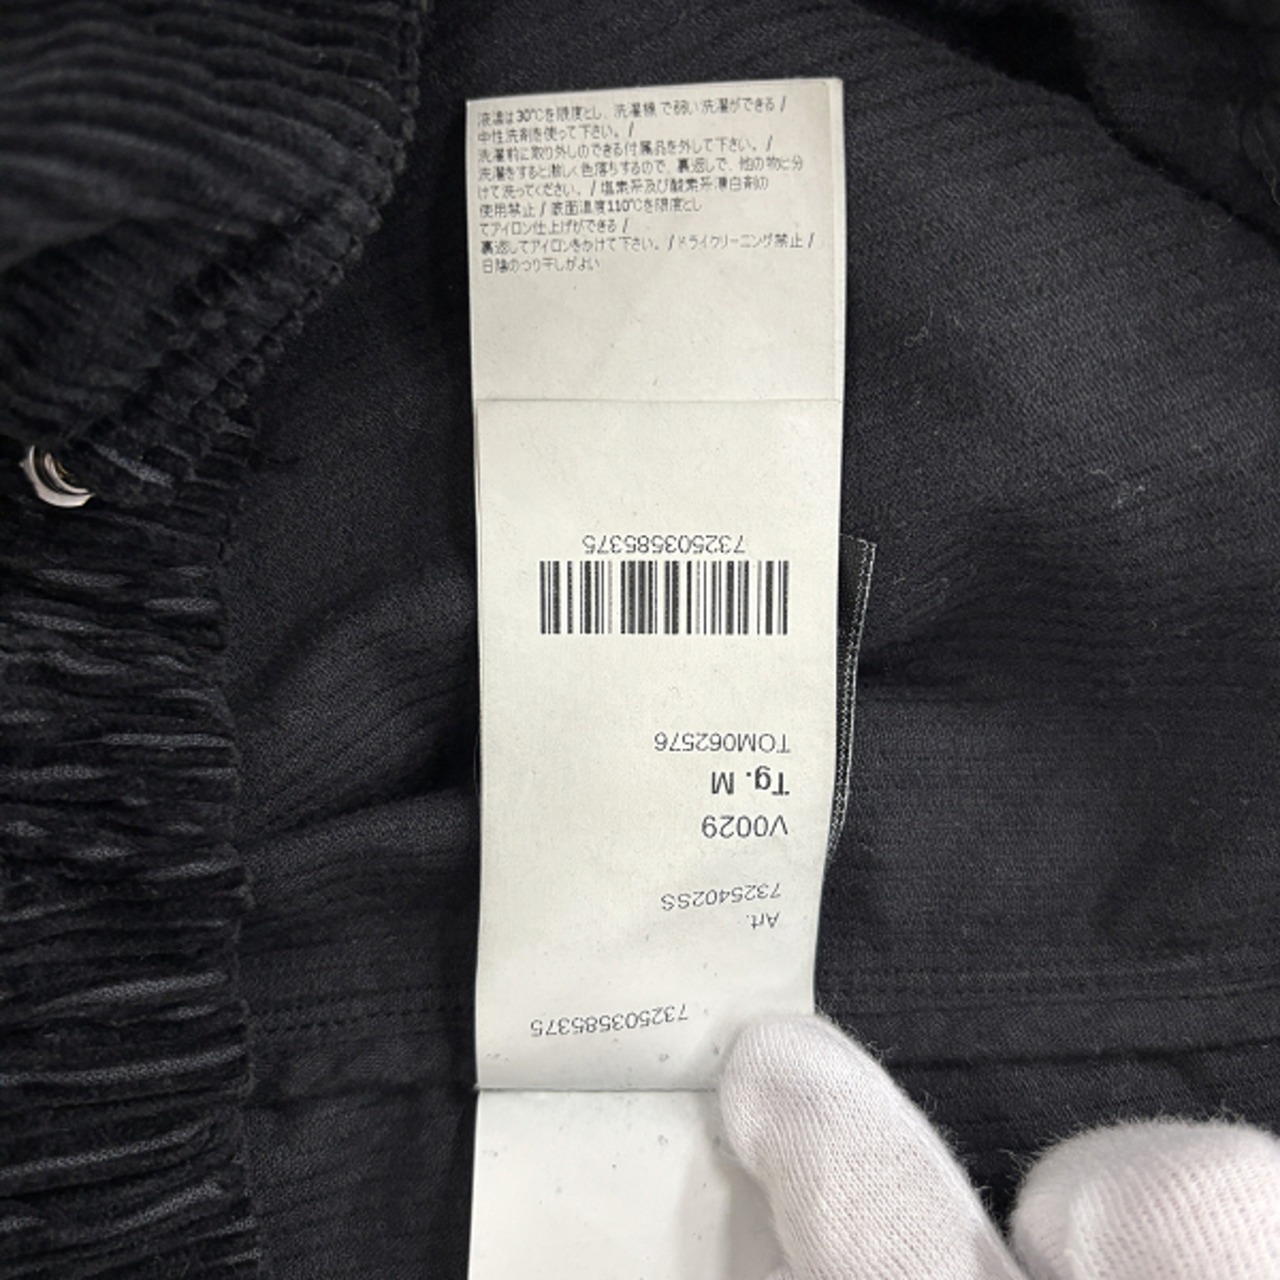 液温は30℃を限度とし、洗濯機 で弱い洗濯ができる /
中性洗剤を使って下さい。 /
洗濯前に取り外しのできる付属品を外して下さい。 /
洗濯をすると激しく色落ちするので、裏返しで、他の物と分
けて洗ってください。 / 塩素系及び酸素系漂白剤の
使用禁止 / 底面温度110℃を限度とし
てアイロン仕上げができる /
裏返してアイロンをかけて下さい。 / ドライクリーニング禁止 /
日陰のつり干しがよい
732503585375
Art.
7325402SS
V0029
Tg. M
TOM062576
732503585375